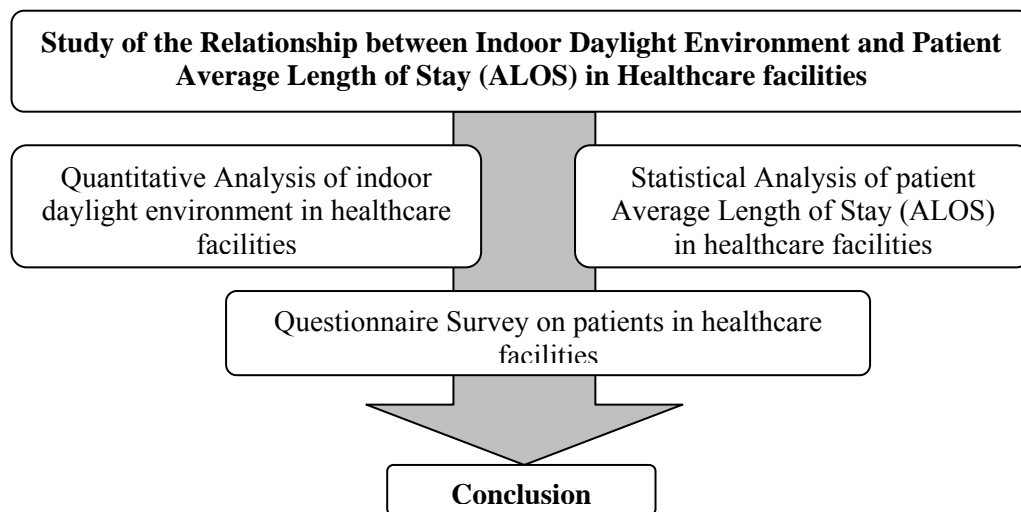 Study of the Relationship between Indoor Daylight Environment and Patient
Average Length of Stay (ALOS) in Healthcare facilities
Quantitative Analysis of indoor
daylight environment in healthcare
facilities
Statistical Analysis of patient
Average Length of Stay (ALOS)
in healthcare facilities
Questionnaire Survey on patients in healthcare
facilities
Conclusion